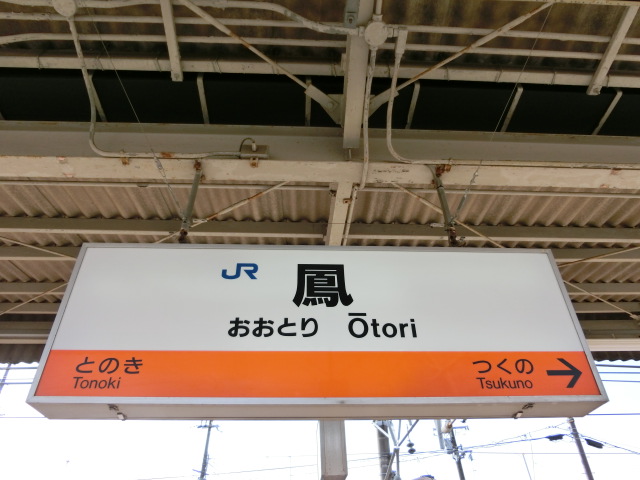 JR 鳳
おおとり Ōtori
とのき つくの →
Tonoki Tsukuno